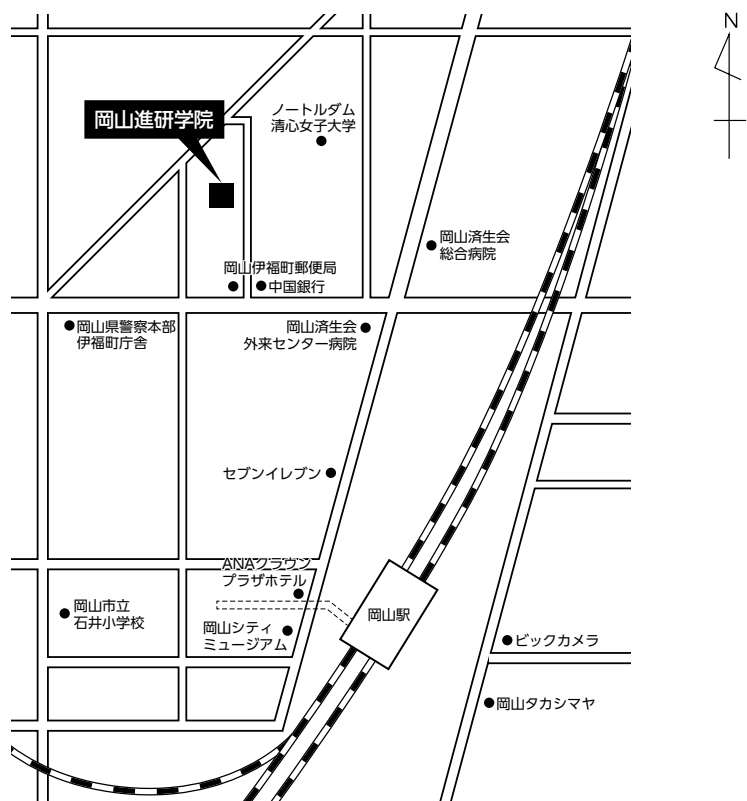 N
ノートルダム
清心女子大学
岡山進研学院
岡山済生会
総合病院
岡山伊福町郵便局
中国銀行
岡山県警察本部
伊福町庁舎
岡山済生会
外来センター病院
セブンイレブン
ANAクラウン
プラザホテル
岡山市立
石井小学校
岡山シティ
ミュージアム
岡山駅
ビックカメラ
岡山タカシマヤ